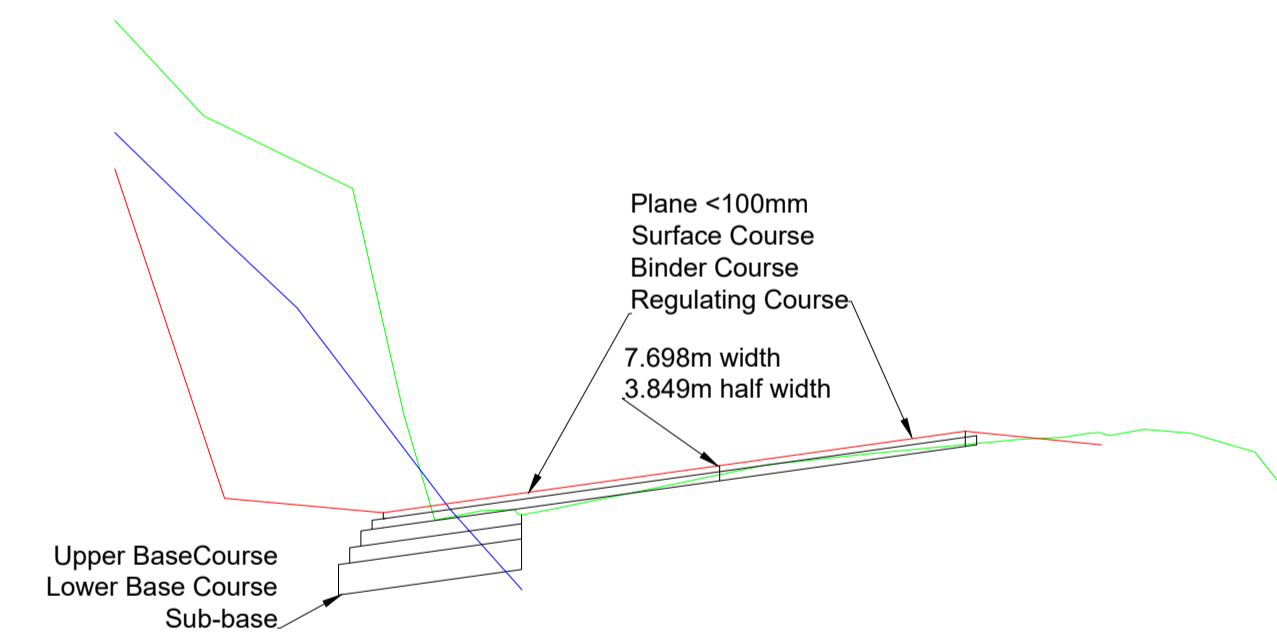 Plane <100mm
Surface Course
Binder Course
Regulating Course
7.698m width
3.849m half width
Upper BaseCourse
Lower Base Course
Sub-base